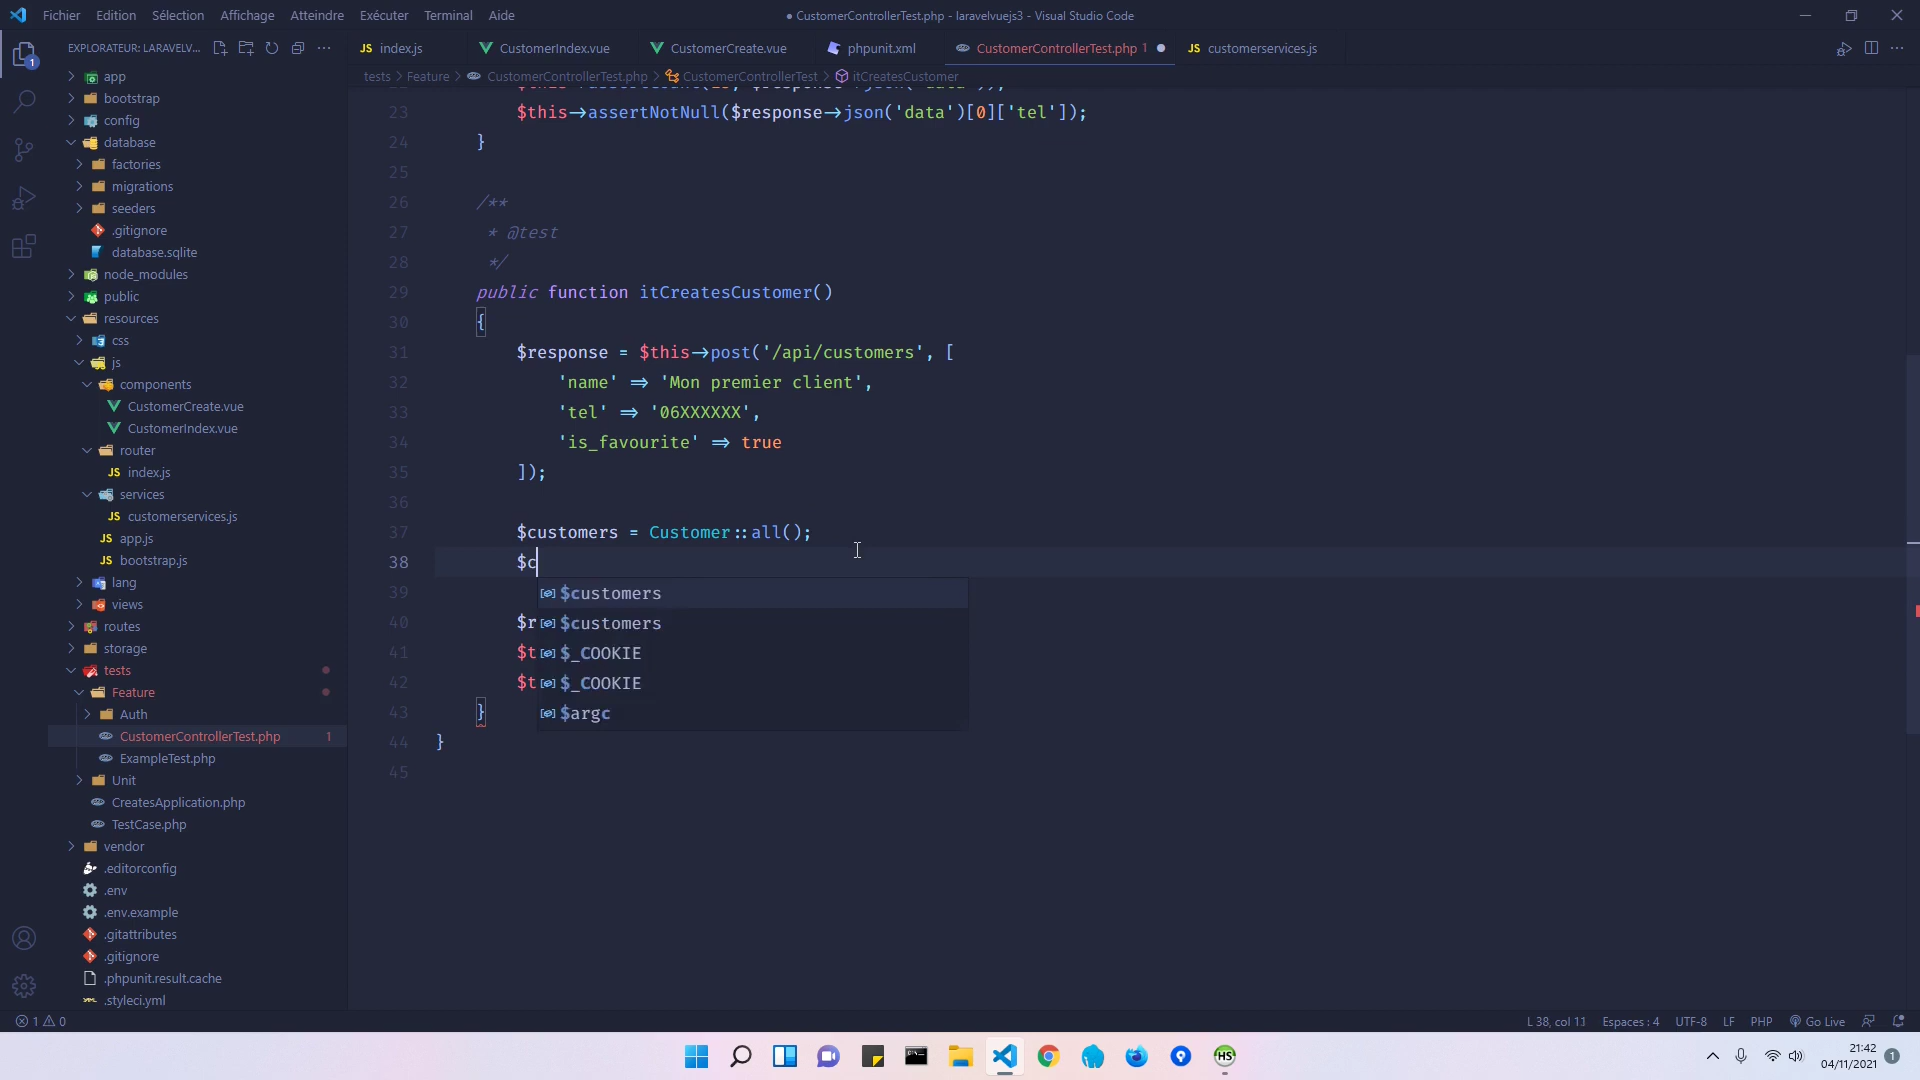 Fichier Edition Sélection Affichage Atteindre Exécuter Terminal Aide
● CustomerControllerTest.php - laravelvuejs3 - Visual Studio Code
EXPLORATEUR: LARAVELV...
index.js
CustomerIndex.vue
CustomerCreate.vue
phpunit.xml
CustomerControllerTest.php 1
customerservices.js
tests > Feature > CustomerControllerTest.php > CustomerControllerTest > itCreatesCustomer
1
app
bootstrap
config
database
factories
migrations
seeders
.gitignore
database.sqlite
node_modules
public
resources
css
js
components
CustomerCreate.vue
CustomerIndex.vue
router
index.js
services
customerservices.js
app.js
bootstrap.js
lang
views
routes
storage
tests
Feature
Auth
CustomerControllerTest.php 1
ExampleTest.php
Unit
CreatesApplication.php
TestCase.php
vendor
.editorconfig
.env
.env.example
.gitattributes
.gitignore
.phpunit.result.cache
.styleci.yml
23 $this->assertNotNull($response->json('data')[0]['tel']);
24 }
25
26 /**
27 * @test
28 */
29 public function itCreatesCustomer()
30 {
31 $response = $this->post('/api/customers', [
32 'name' => 'Mon premier client',
33 'tel' => '06XXXXXX',
34 'is_favourite' => true
35 ]);
36
37 $customers = Customer::all();
38 $c
39 $customers
40 $r $customers
41 $t $_COOKIE
42 $t $_COOKIE
43 } $argc
44 }
45
1 0
L 38, col 11 Espaces : 4 UTF-8 LF PHP Go Live
21:42
04/11/2021
1